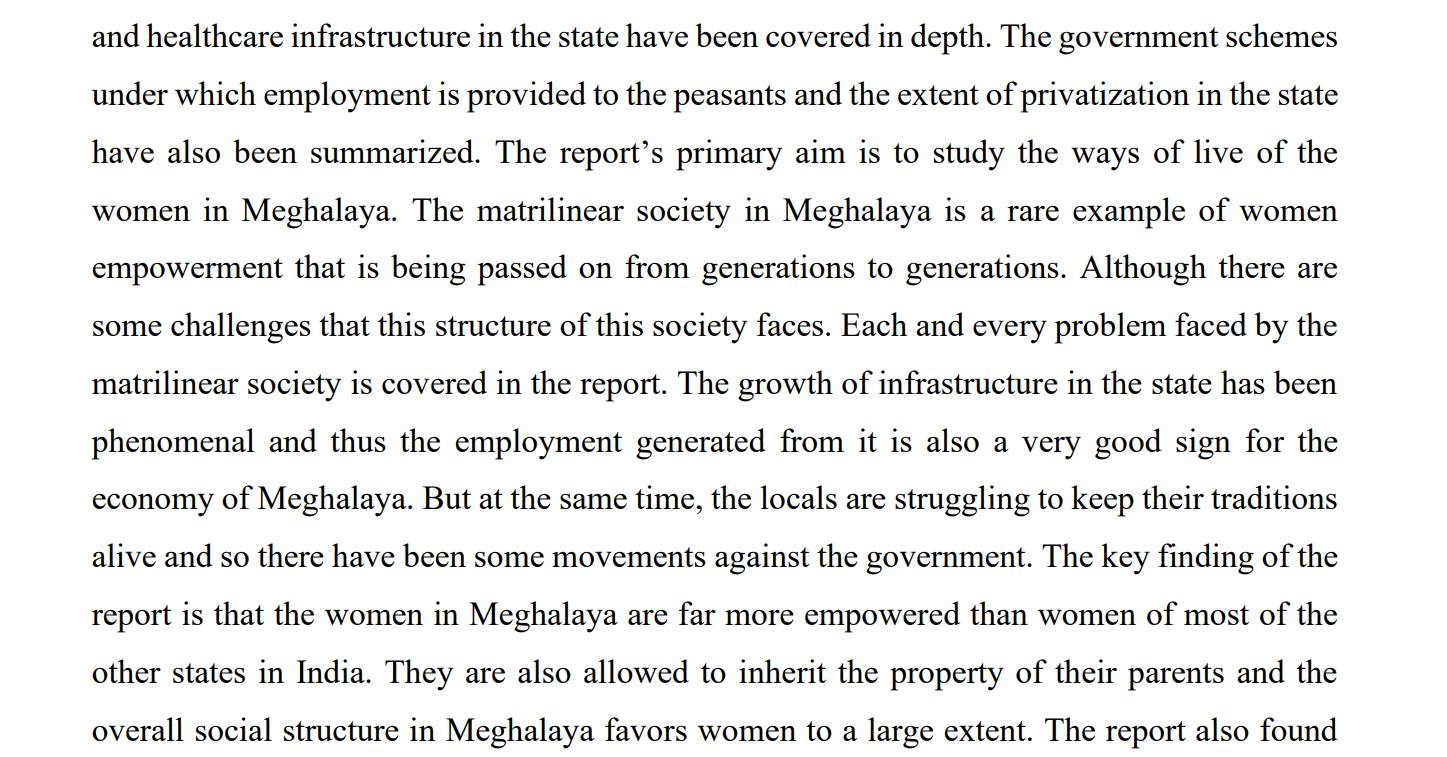 and healthcare infrastructure in the state have been covered in depth. The government schemes
under which employment is provided to the peasants and the extent of privatization in the state
have also been summarized. The report’s primary aim is to study the ways of live of the
women in Meghalaya. The matrilinear society in Meghalaya is a rare example of women
empowerment that is being passed on from generations to generations. Although there are
some challenges that this structure of this society faces. Each and every problem faced by the
matrilinear society is covered in the report. The growth of infrastructure in the state has been
phenomenal and thus the employment generated from it is also a very good sign for the
economy of Meghalaya. But at the same time, the locals are struggling to keep their traditions
alive and so there have been some movements against the government. The key finding of the
report is that the women in Meghalaya are far more empowered than women of most of the
other states in India. They are also allowed to inherit the property of their parents and the
overall social structure in Meghalaya favors women to a large extent. The report also found